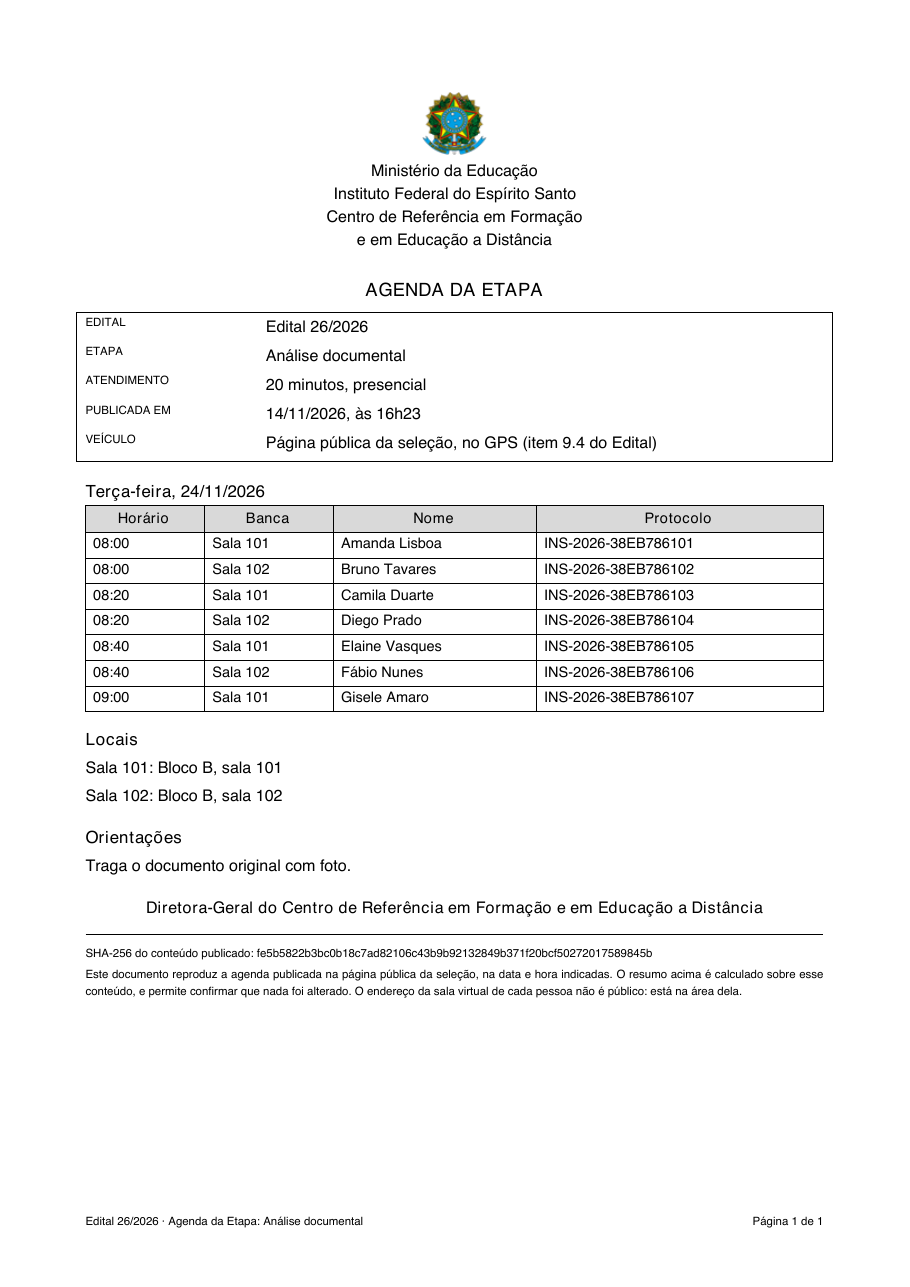 Ministério da Educação
Instituto Federal do Espírito Santo
Centro de Referência em Formação
e em Educação a Distância
AGENDA DA ETAPA
EDITAL Edital 26/2026
ETAPA Análise documental
ATENDIMENTO 20 minutos, presencial
PUBLICADA EM 14/11/2026, às 16h23
VEÍCULO Página pública da seleção, no GPS (item 9.4 do Edital)
Terça-feira, 24/11/2026
Horário Banca Nome Protocolo
08:00 Sala 101 Amanda Lisboa INS-2026-38EB786101
08:00 Sala 102 Bruno Tavares INS-2026-38EB786102
08:20 Sala 101 Camila Duarte INS-2026-38EB786103
08:20 Sala 102 Diego Prado INS-2026-38EB786104
08:40 Sala 101 Elaine Vasques INS-2026-38EB786105
08:40 Sala 102 Fábio Nunes INS-2026-38EB786106
09:00 Sala 101 Gisele Amaro INS-2026-38EB786107
Locais
Sala 101: Bloco B, sala 101
Sala 102: Bloco B, sala 102
Orientações
Traga o documento original com foto.
Diretora-Geral do Centro de Referência em Formação e em Educação a Distância
SHA-256 do conteúdo publicado: fe5b5822b3bc0b18c7ad82106c43b9b92132849b371f20bcf50272017589845b
Este documento reproduz a agenda publicada na página pública da seleção, na data e hora indicadas. O resumo acima é calculado sobre esse
conteúdo, e permite confirmar que nada foi alterado. O endereço da sala virtual de cada pessoa não é público: está na área dela.
Edital 26/2026 · Agenda da Etapa: Análise documental Página 1 de 1